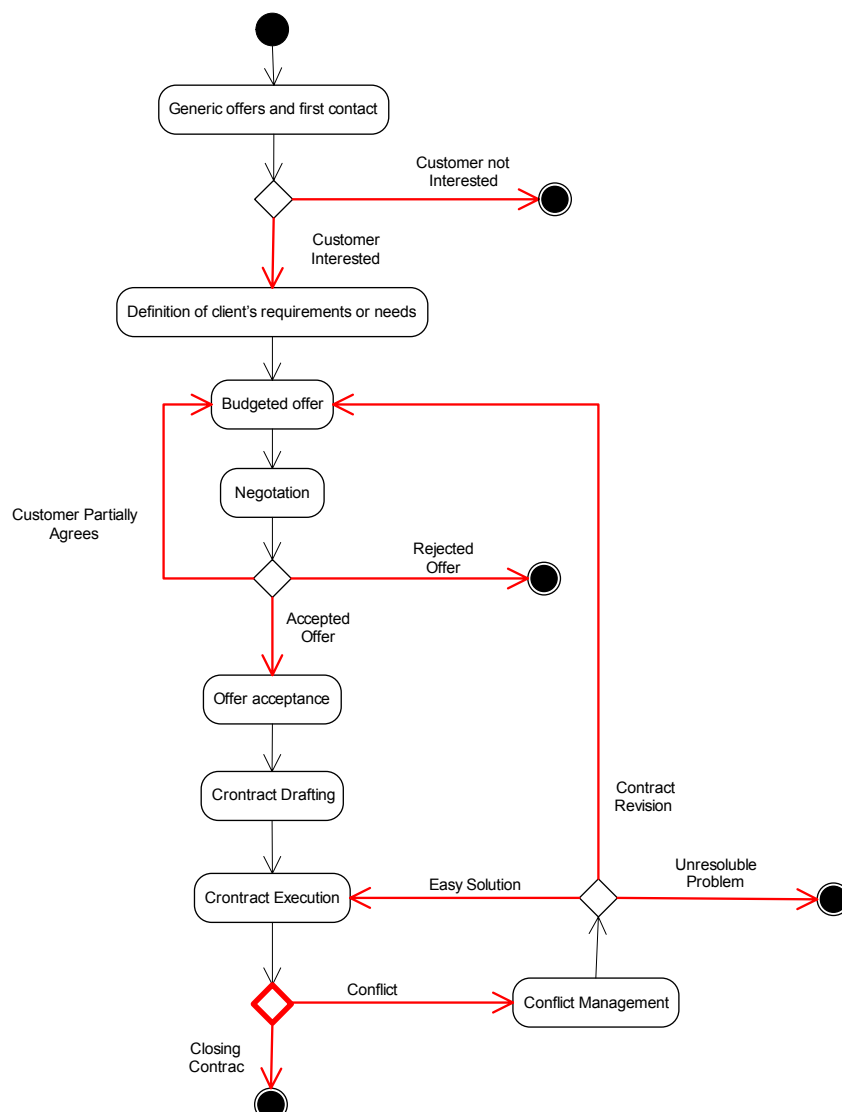 Generic offers and first contact
Customer not
Interested
Customer
Interested
Definition of client's requirements or needs
Budgeted offer
Negotation
Customer Partially
Agrees
Rejected
Offer
Accepted
Offer
Offer acceptance
Crontract Drafting
Contract
Revision
Unresoluble
Problem
Easy Solution
Crontract Execution
Conflict
Conflict Management
Closing
Contrac